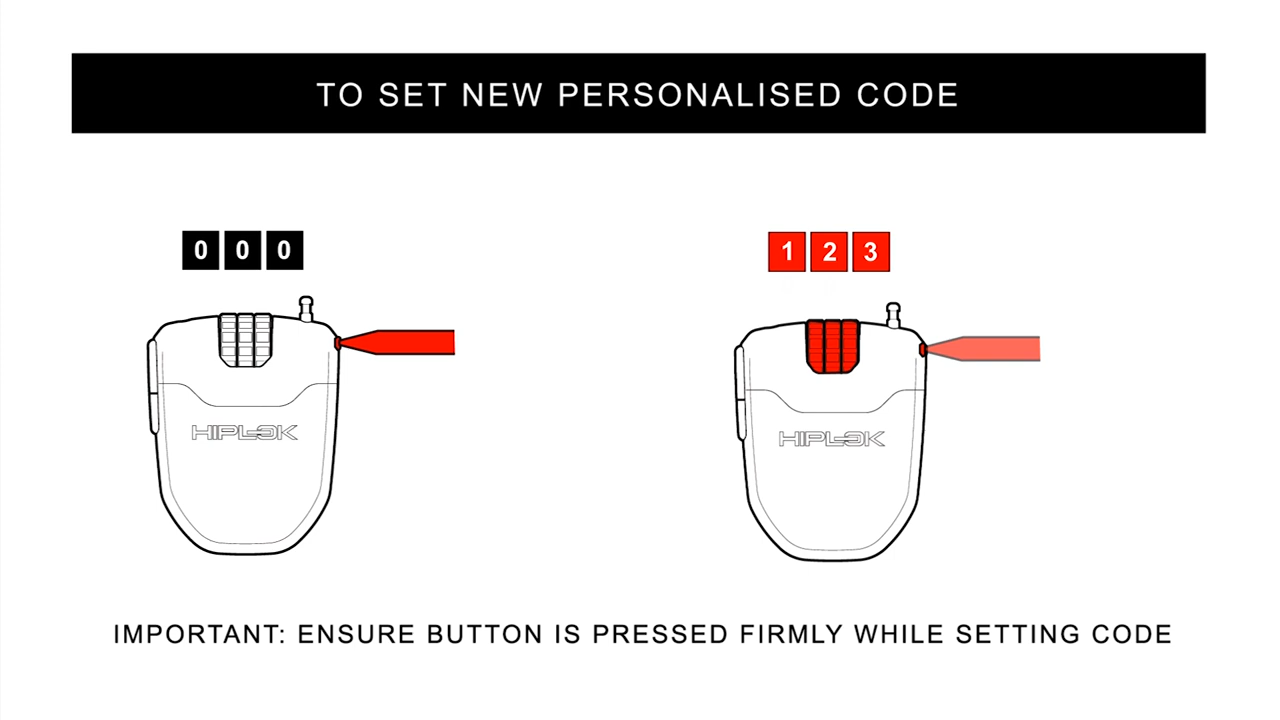 TO SET NEW PERSONALISED CODE
0 0 0
1 2 3
HIPLOK
HIPLOK
IMPORTANT: ENSURE BUTTON IS PRESSED FIRMLY WHILE SETTING CODE